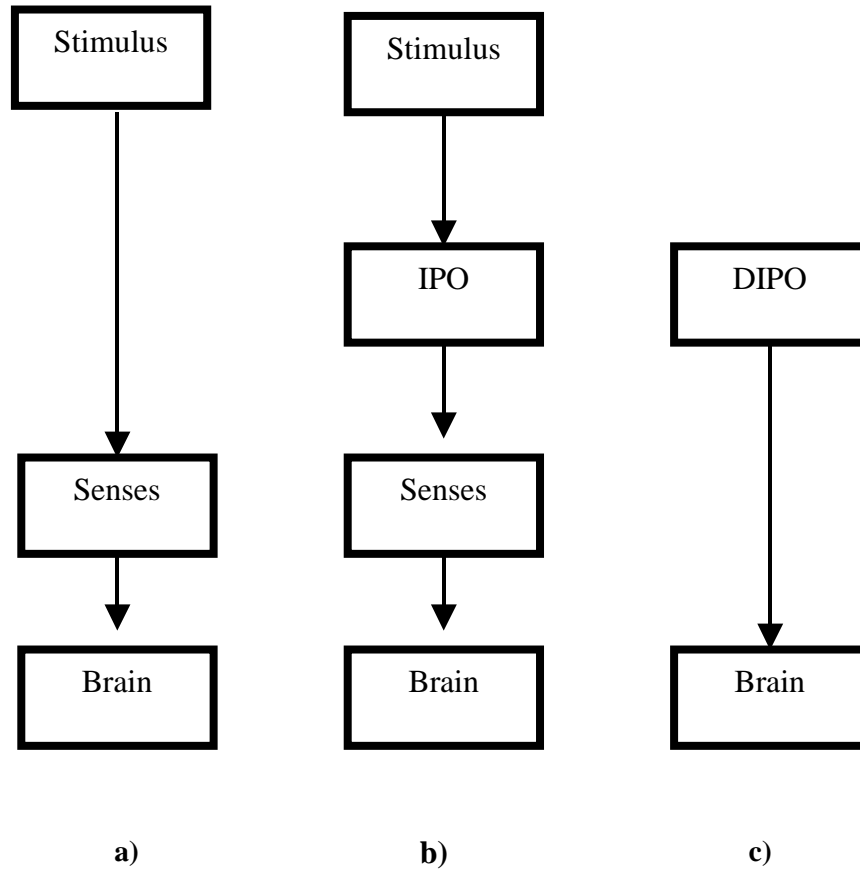 Stimulus Stimulus
IPO DIPO
Senses Senses
Brain Brain Brain
a) b) c)